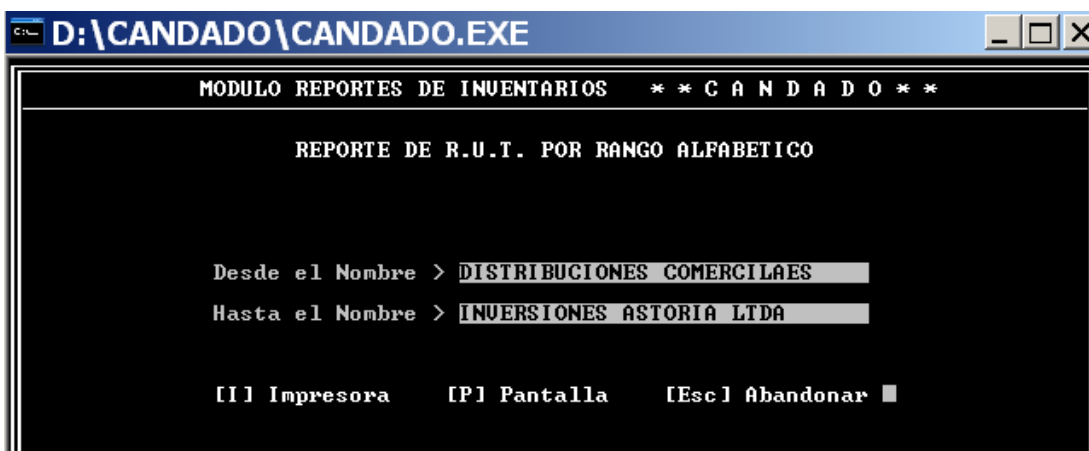 D:\CANDADO\CANDADO.EXE
MODULO REPORTES DE INVENTARIOS * * C A N D A D O * *
REPORTE DE R.U.T. POR RANGO ALFABETICO
Desde el Nombre > DISTRIBUCIONES COMERCILAES
Hasta el Nombre > INVERSIONES ASTORIA LTDA
[I] Impresora [P] Pantalla [Esc] Abandonar